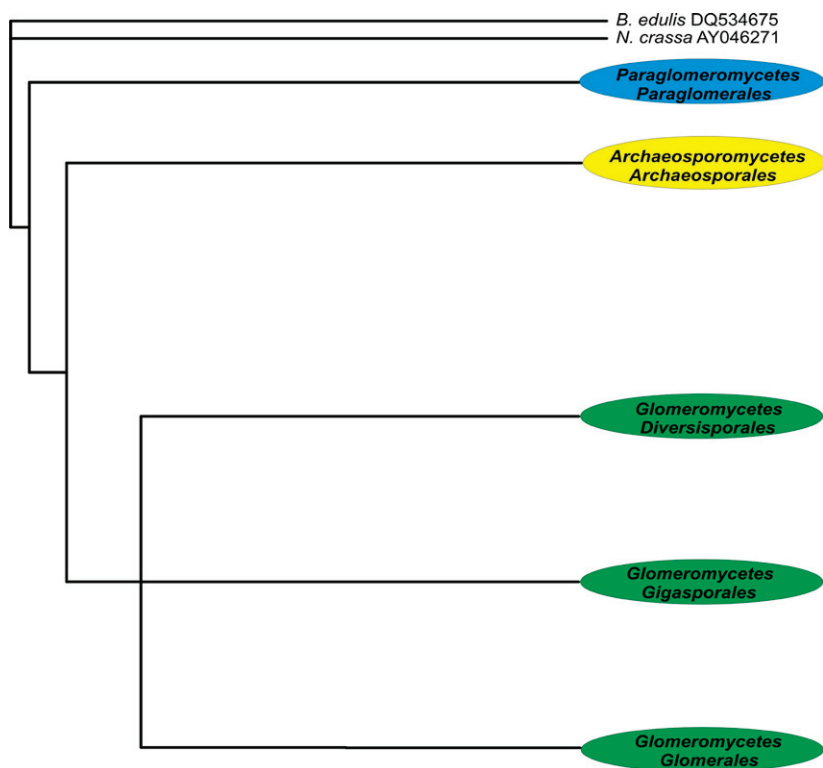 B. edulis DQ534675
N. crassa AY046271
Paraglomeromycetes
Paraglomerales
Archaeosporomycetes
Archaeosporales
Glomeromycetes
Diversisporales
Glomeromycetes
Gigasporales
Glomeromycetes
Glomerales